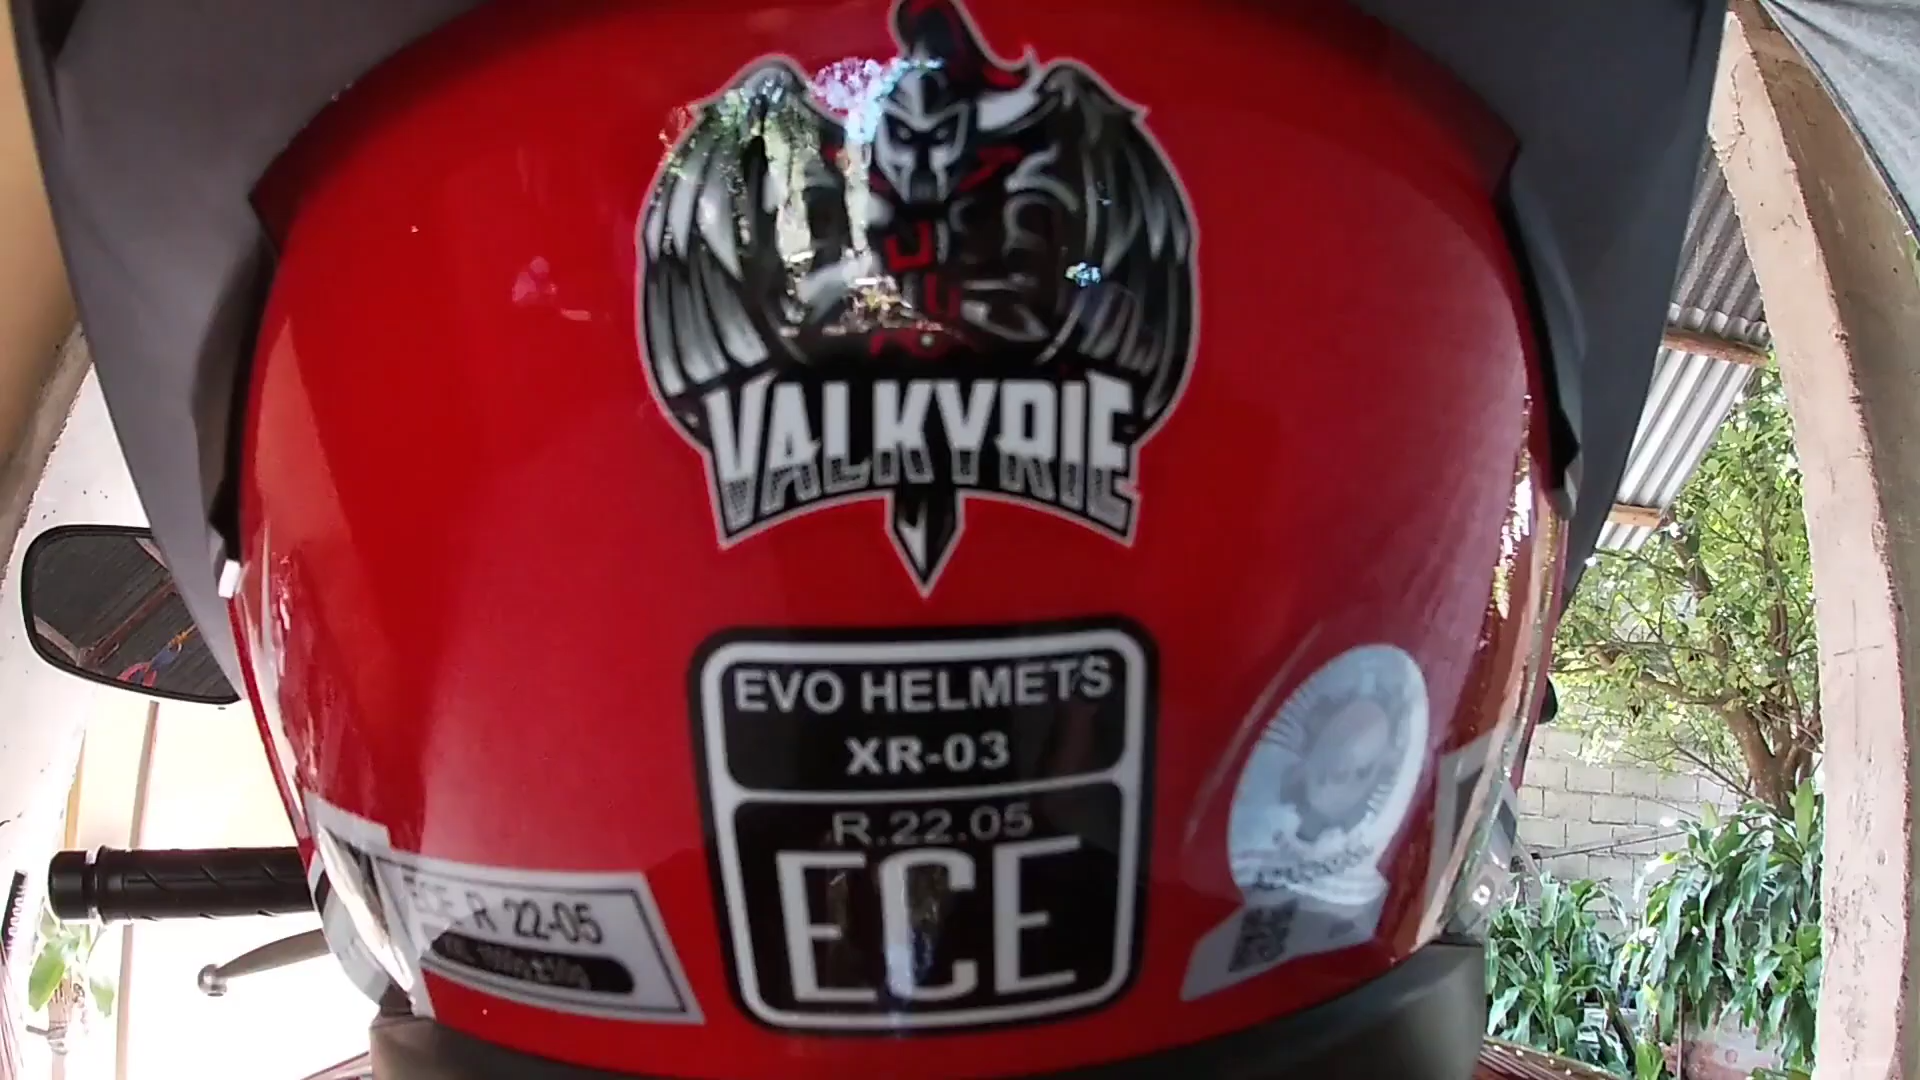 VALKYRIE
EVO HELMETS
XR-03
R.22.05
ECE
ECE R 22-05